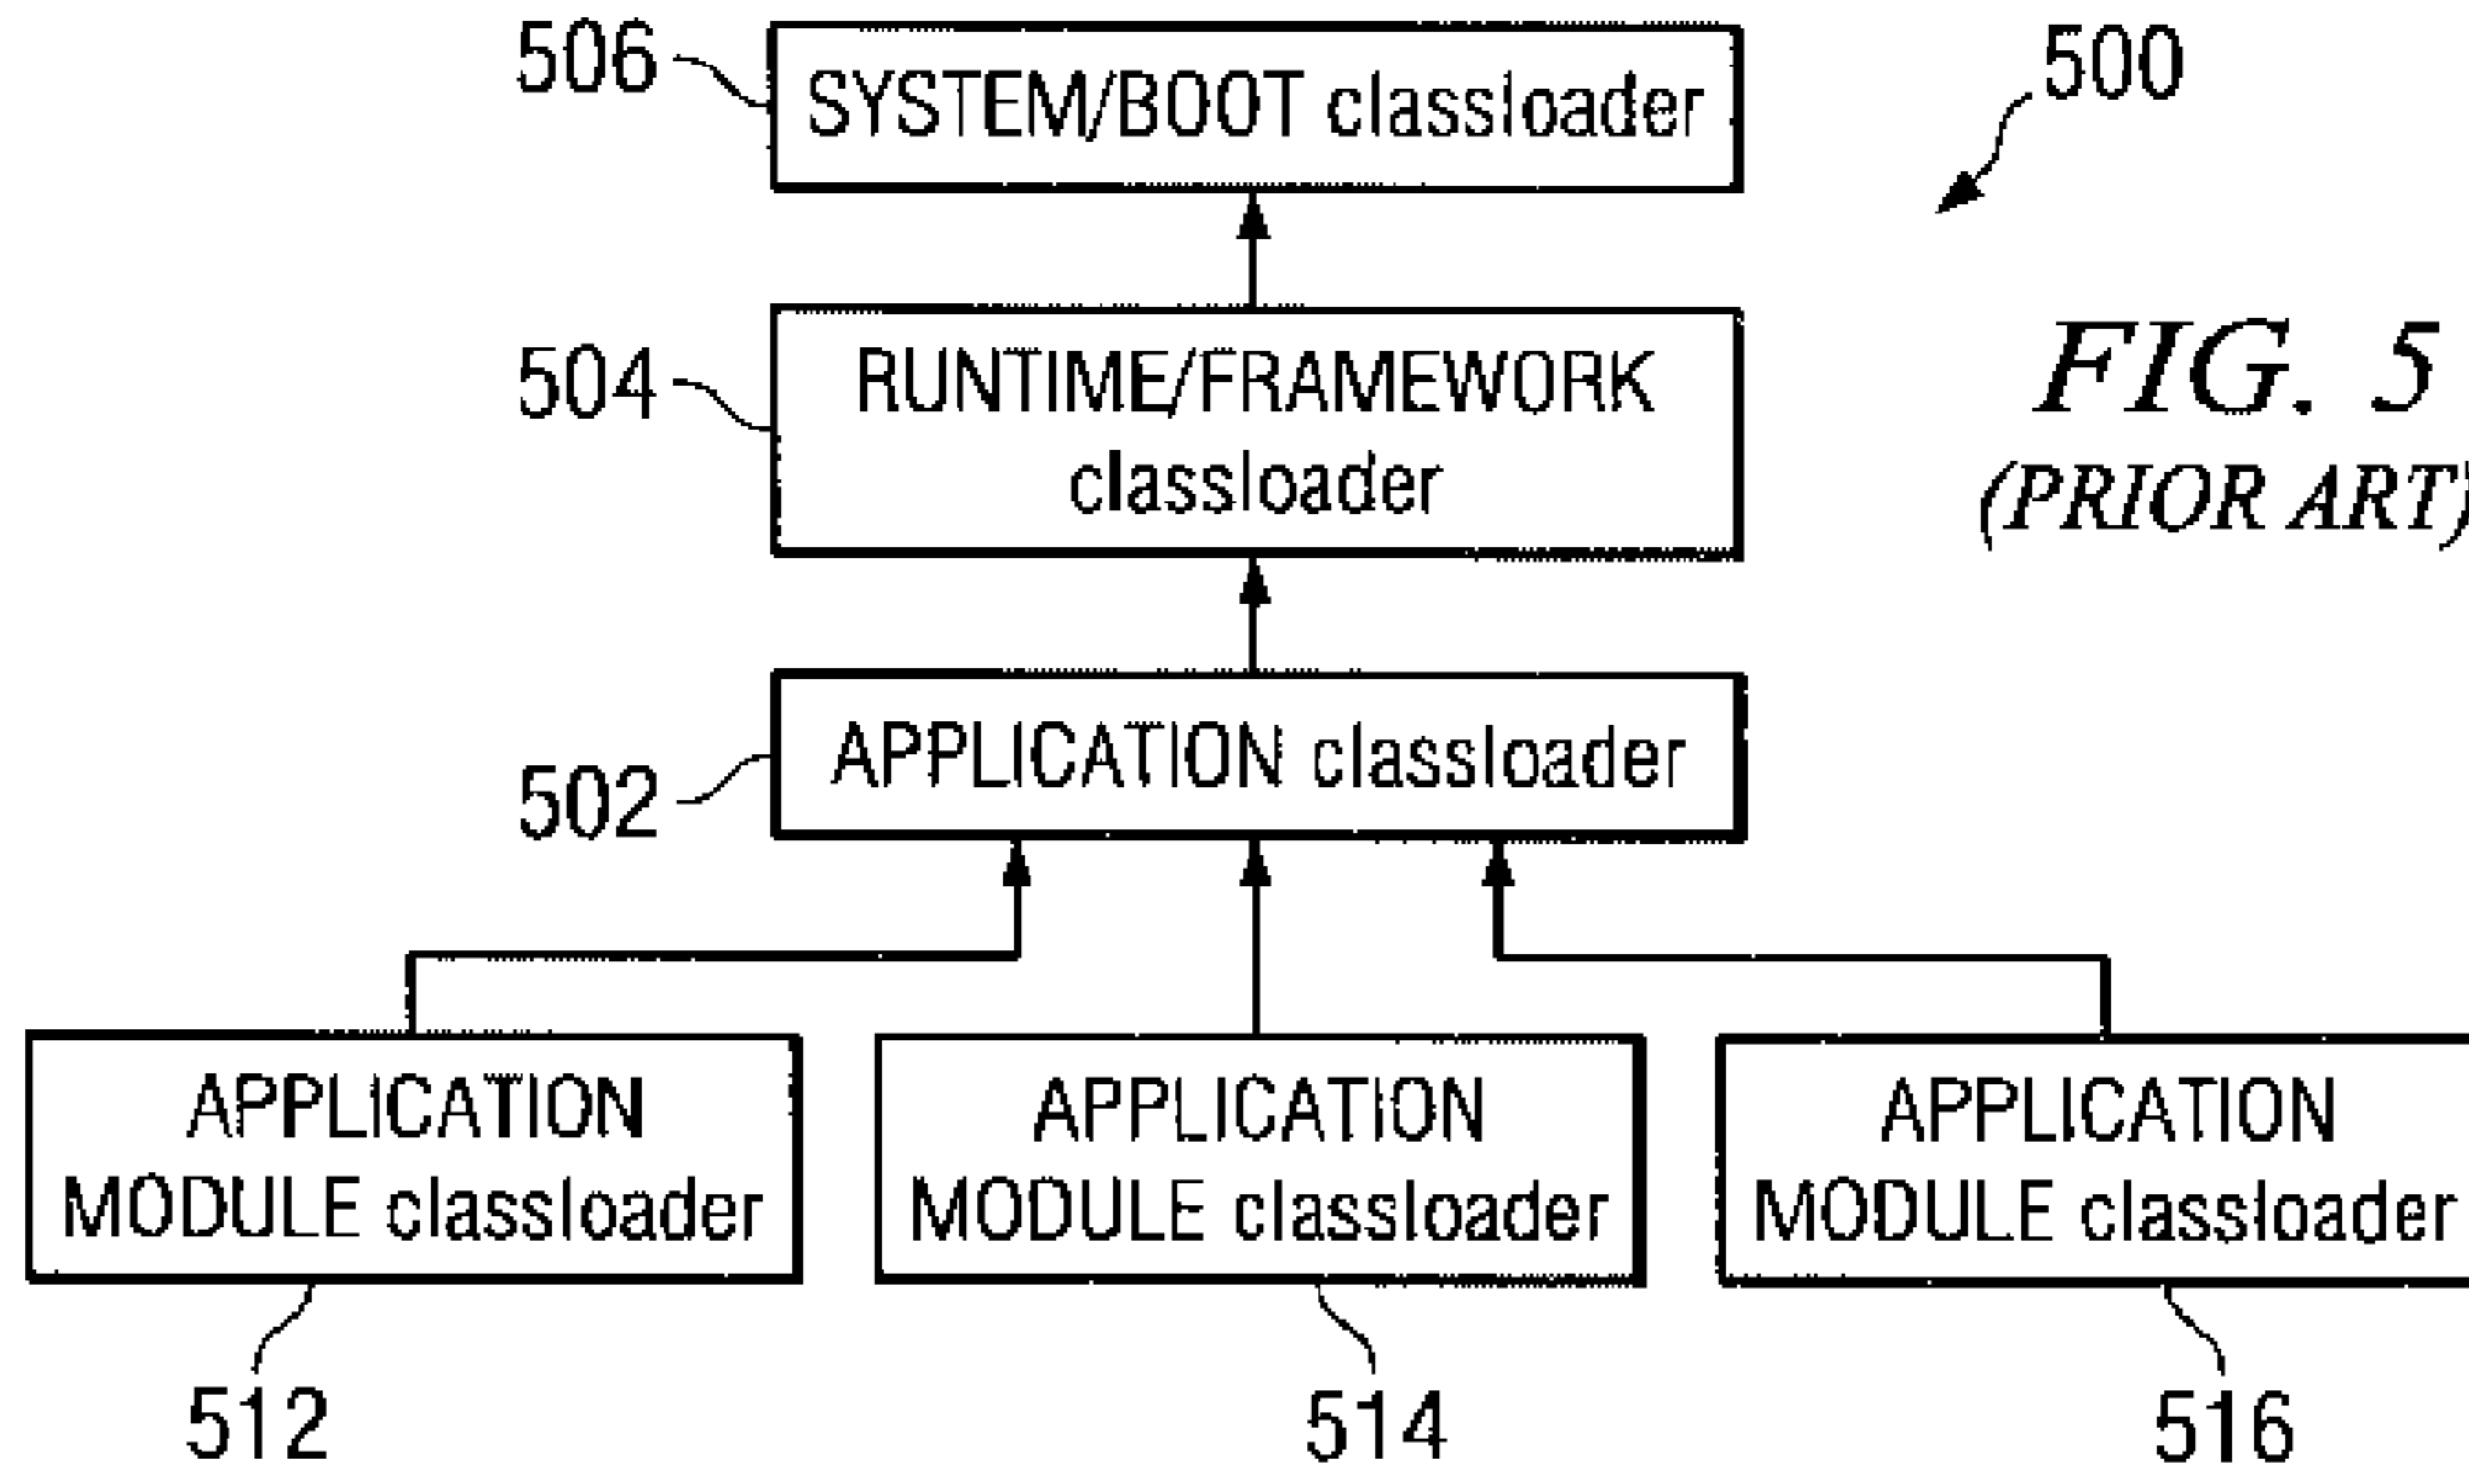 506
SYSTEM/BOOT classloader
500
504
RUNTIME/FRAMEWORK
classloader
FIG. 5
(PRIOR ART)
502
APPLICATION classloader
APPLICATION
MODULE classloader
APPLICATION
MODULE classloader
APPLICATION
MODULE classloader
512
514
516